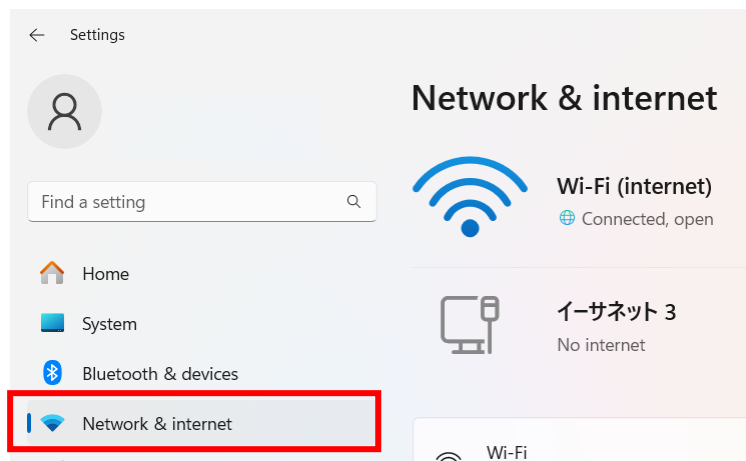 Settings
Network & internet
Find a setting
Wi-Fi (internet)
Connected, open
Home
System
イーサネット 3
No internet
Bluetooth & devices
Network & internet
Wi-Fi